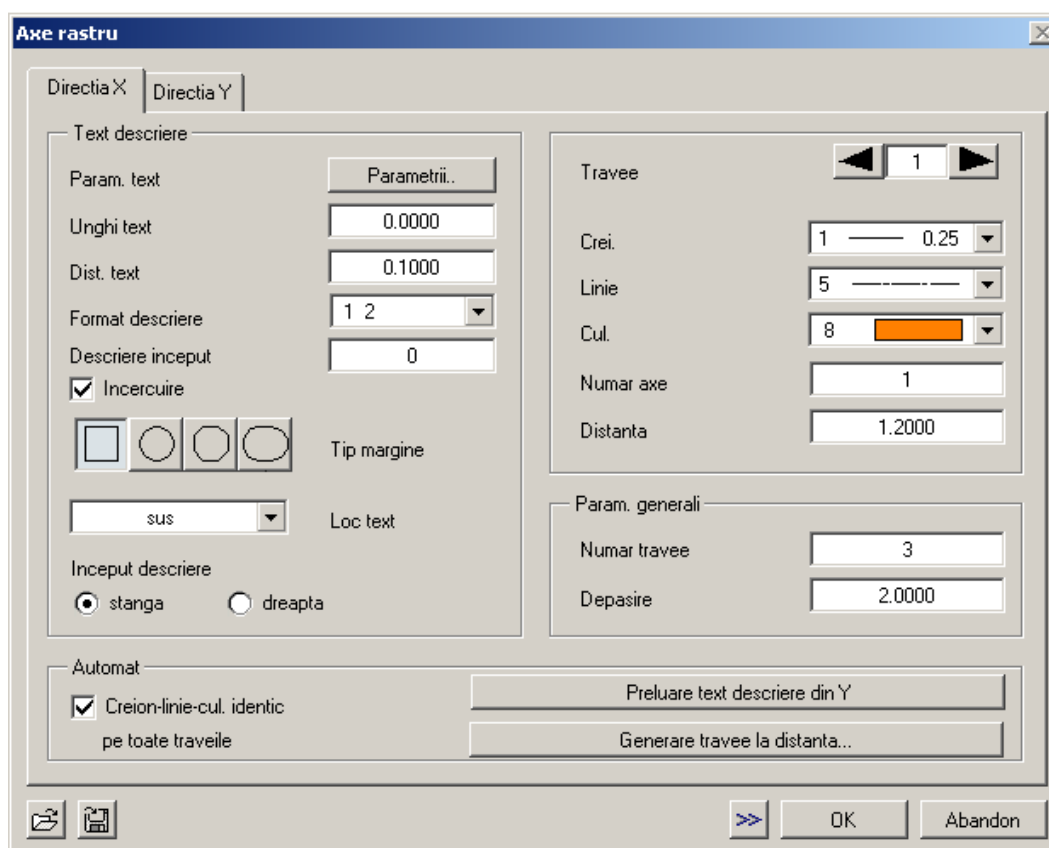 Axe rastru
Directia X
Directia Y
Text descriere
Param. text
Parametrii..
Unghi text
0.0000
Dist. text
0.1000
Format descriere
1 2
Descriere inceput
0
Incercuire
Tip margine
sus
Loc text
Inceput descriere
stanga
dreapta
Travee
1
Crei.
1
0.25
Linie
5
Cul.
8
Numar axe
1
Distanta
1.2000
Param. generali
Numar travee
3
Depasire
2.0000
Automat
Creion-linie-cul. identic
pe toate traveile
Preluare text descriere din Y
Generare travee la distanta...
>>
OK
Abandon